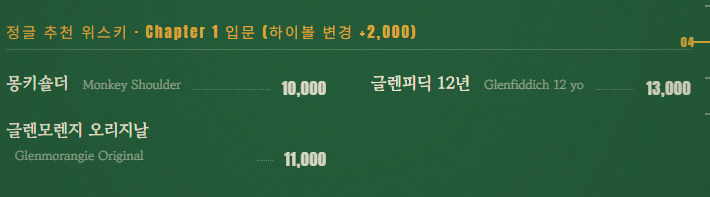 정글 추천 위스키 · Chapter 1 입문 (하이볼 변경 +2,000)
04
몽키숄더 Monkey Shoulder 10,000
글렌피딕 12년 Glenfiddich 12 yo 13,000
글렌모렌지 오리지날
Glenmorangie Original 11,000